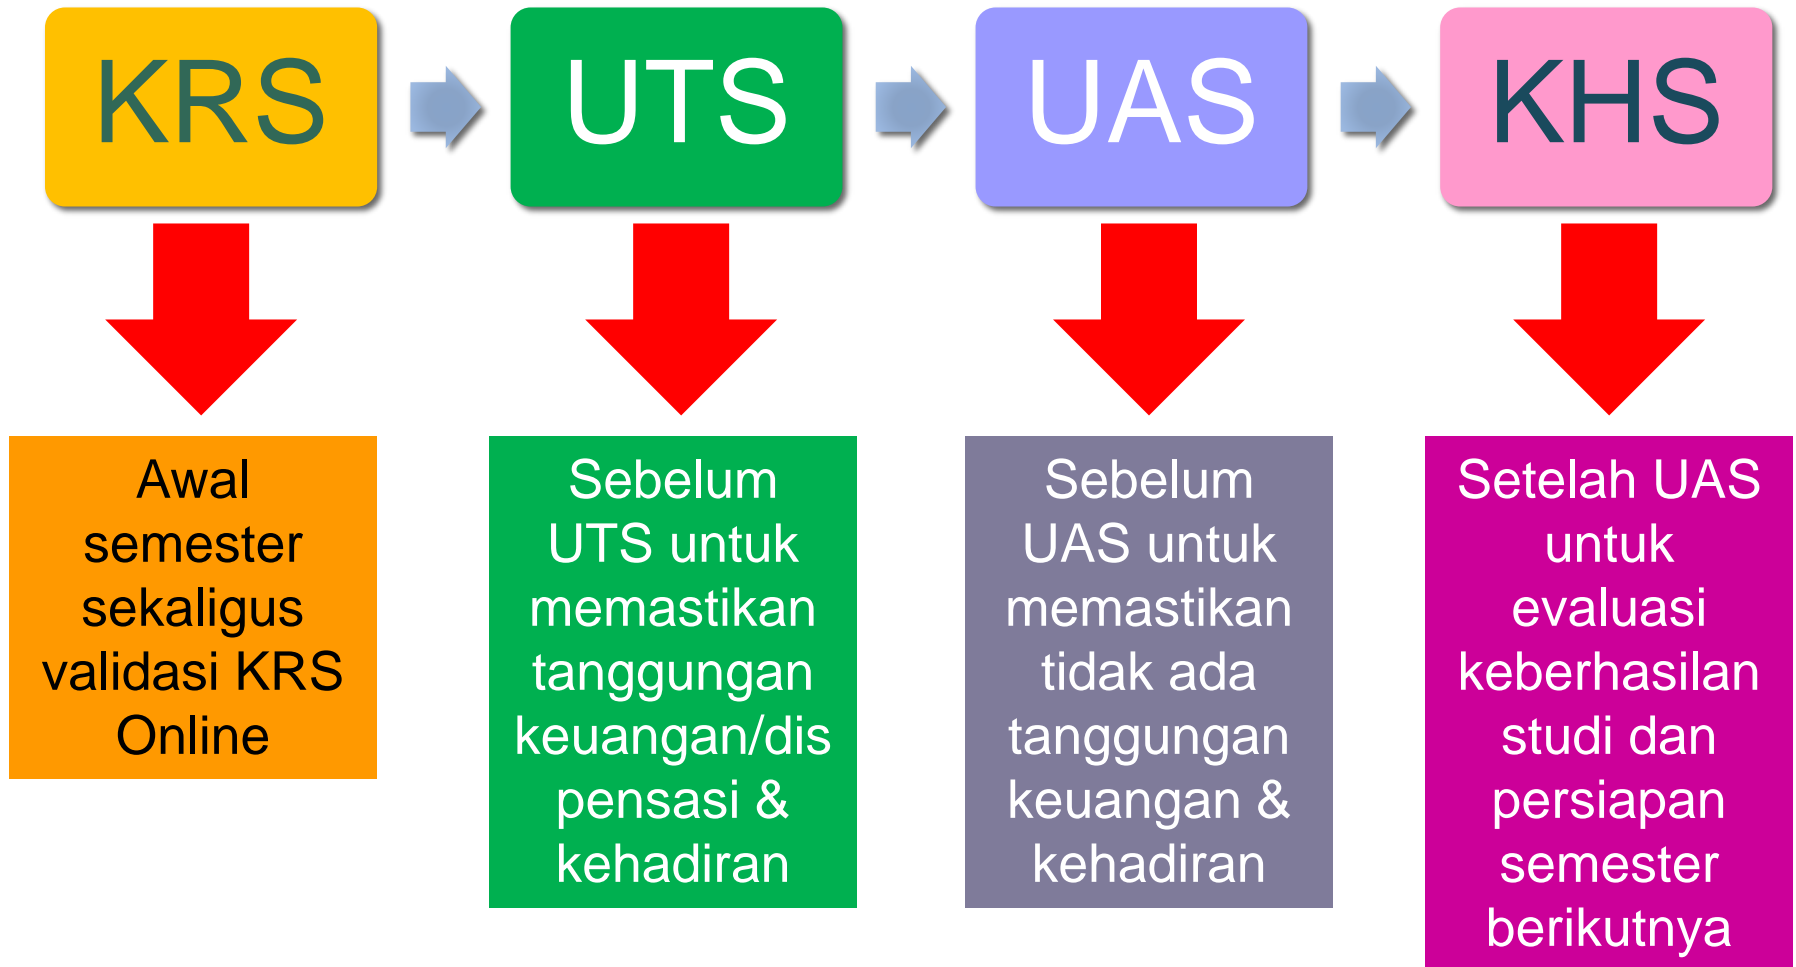 KRS
UTS
UAS
KHS
Awal
semester
sekaligus
validasi KRS
Online
Sebelum
UTS untuk
memastikan
tanggungan
keuangan/dis
pensasi &
kehadiran
Sebelum
UAS untuk
memastikan
tidak ada
tanggungan
keuangan &
kehadiran
Setelah UAS
untuk
evaluasi
keberhasilan
studi dan
persiapan
semester
berikutnya